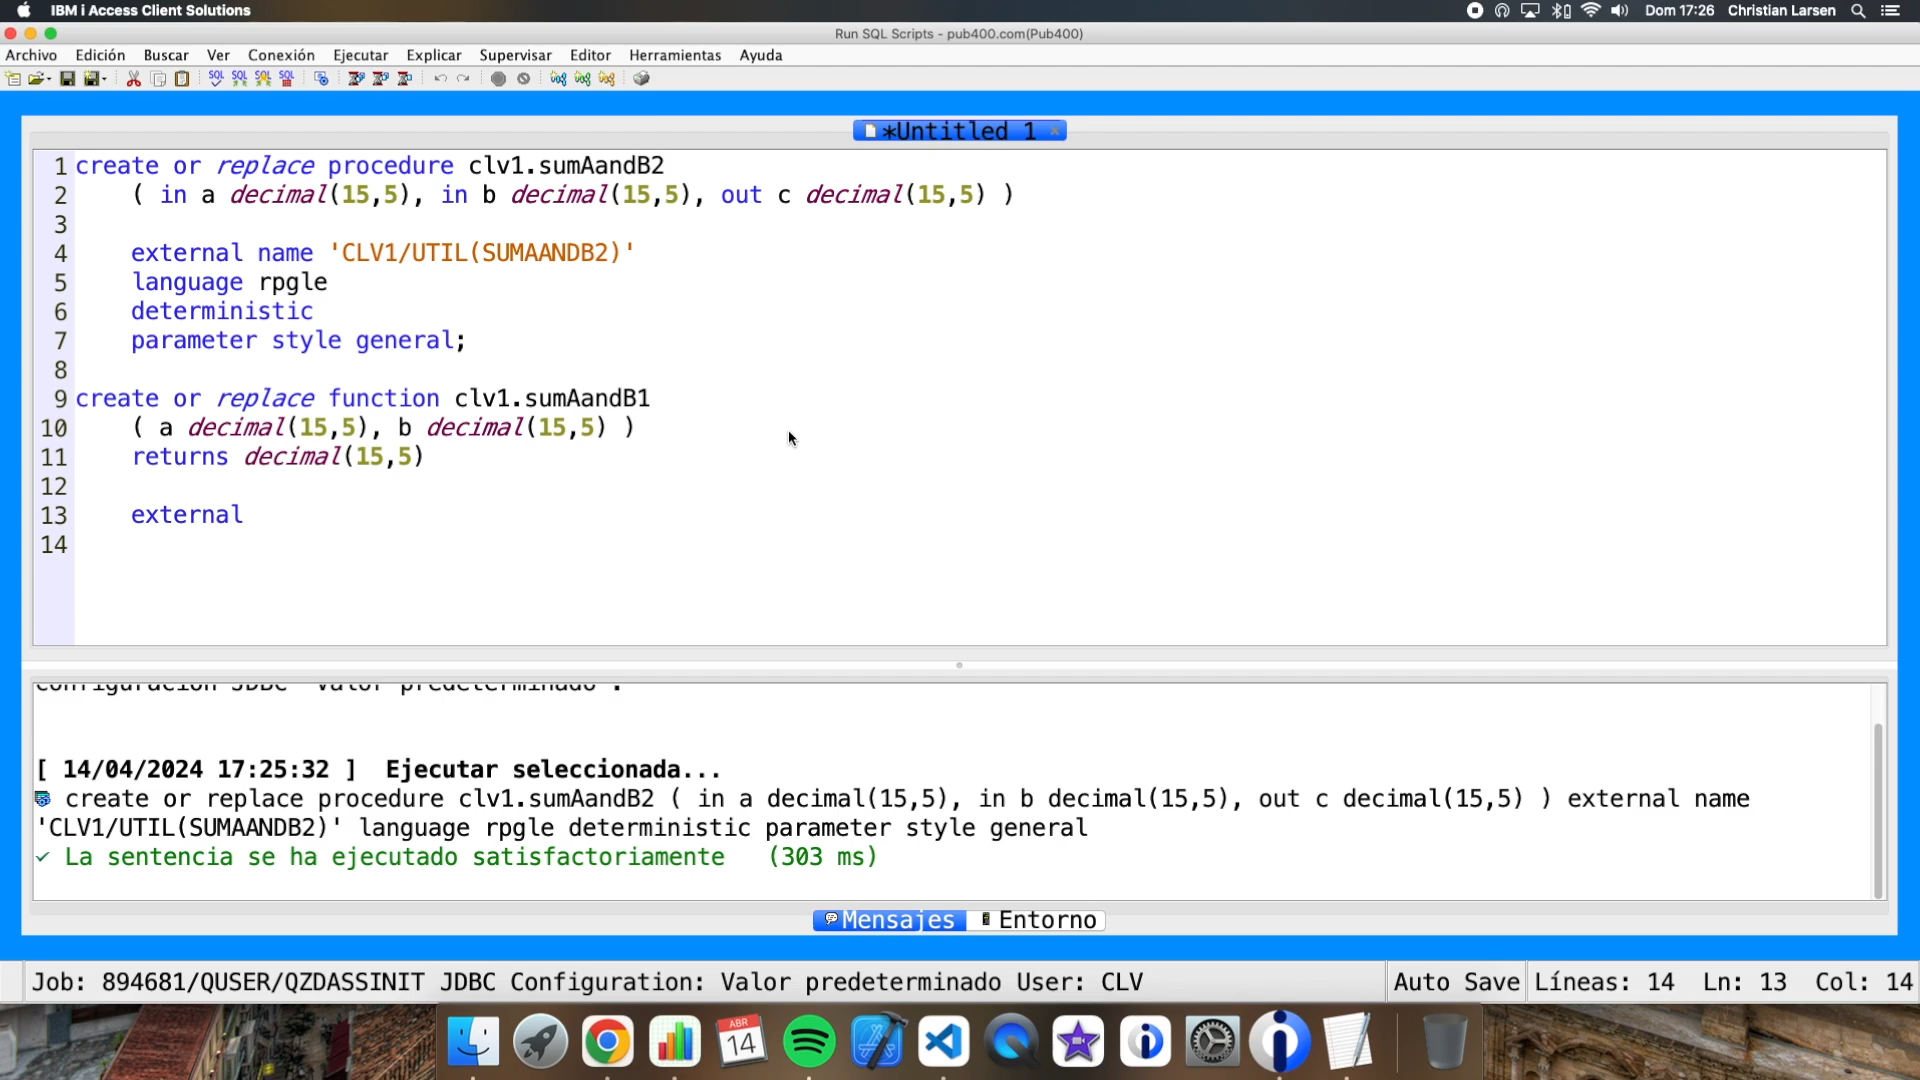 IBM i Access Client Solutions
Dom 17:26 Christian Larsen
Run SQL Scripts - pub400.com(Pub400)
Archivo Edición Buscar Ver Conexión Ejecutar Explicar Supervisar Editor Herramientas Ayuda
SQL SQL SQL SQL
*Untitled 1
1 create or replace procedure clv1.sumAandB2
2 ( in a decimal(15,5), in b decimal(15,5), out c decimal(15,5) )
3
4 external name 'CLV1/UTIL(SUMAANDB2)'
5 language rpgle
6 deterministic
7 parameter style general;
8
9 create or replace function clv1.sumAandB1
10 ( a decimal(15,5), b decimal(15,5) )
11 returns decimal(15,5)
12
13 external
14
configuración JDBC "Valor predeterminado".
[ 14/04/2024 17:25:32 ] Ejecutar seleccionada...
create or replace procedure clv1.sumAandB2 ( in a decimal(15,5), in b decimal(15,5), out c decimal(15,5) ) external name
'CLV1/UTIL(SUMAANDB2)' language rpgle deterministic parameter style general
✓ La sentencia se ha ejecutado satisfactoriamente (303 ms)
Mensajes Entorno
Job: 894681/QUSER/QZDASSINIT JDBC Configuration: Valor predeterminado User: CLV Auto Save Líneas: 14 Ln: 13 Col: 14
ABR
14